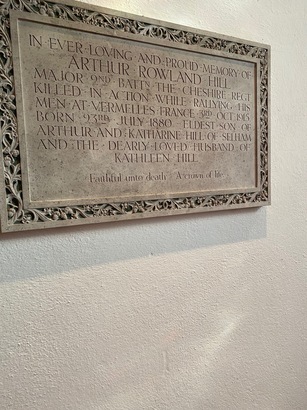 IN EVER·LOVING·AND·PROUD·MEMORY OF
ARTHUR ROWLAND HILL
MAJOR 2ND BATTN THE CHESHIRE REGT
KILLED IN ACTION WHILE RALLYING HIS
MEN·AT·VERMELLES·FRANCE 3RD OCT. 1915
BORN 23RD JULY 1880. ELDEST·SON OF
ARTHUR·AND·KATHARINE·HILL OF SELHAM
AND·THE·DEARLY·LOVED·HUSBAND·OF
KATHLEEN HILL
Faithful unto death A crown of life